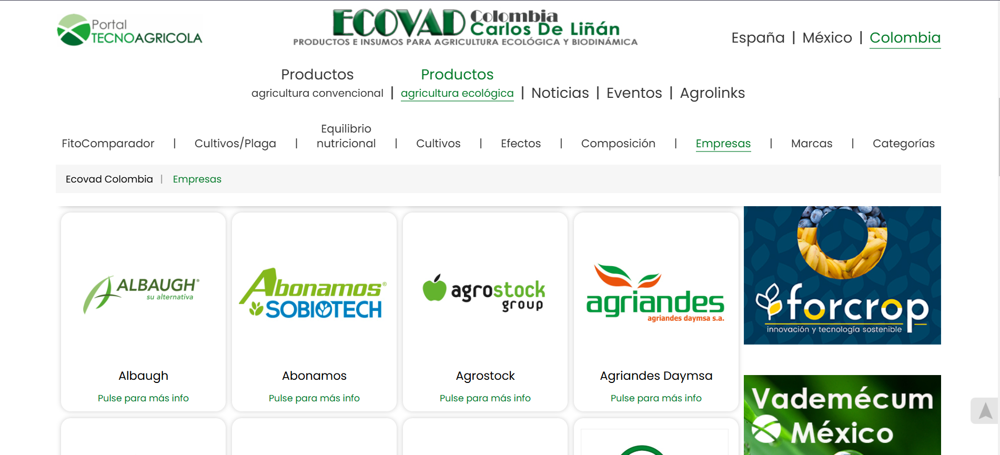 Portal
TECNOAGRICOLA
ECOVAD Colombia
Carlos De Liñán
PRODUCTOS E INSUMOS PARA AGRICULTURA ECOLÓGICA Y BIODINÁMICA
España | México | Colombia
Productos
agricultura convencional | Productos
agricultura ecológica | Noticias | Eventos | Agrolinks
FitoComparador | Cultivos/Plaga | Equilibrio
nutricional | Cultivos | Efectos | Composición | Empresas | Marcas | Categorías
Ecovad Colombia | Empresas
ALBAUGH®
su alternativa
Albaugh
Pulse para más info
Abonamos®
SOBIOTECH
Abonamos
Pulse para más info
agrostock
group
Agrostock
Pulse para más info
agriandes
agriandes daymsa s.a.
Agriandes Daymsa
Pulse para más info
forcrop
innovación y tecnología sostenible
Vademécum
México